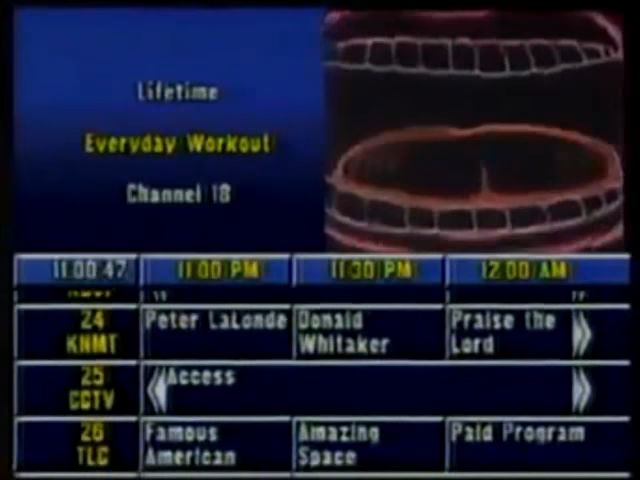 Lifetime
Everyday Workout
Channel 18
11:00:47 11:00 PM 11:30 PM 12:00 AM
24 Peter LaLonde Donald Praise the
KNMT Whitaker Lord
25 Access
CCTV
26 Famous Amazing Paid Program
TLC American Space